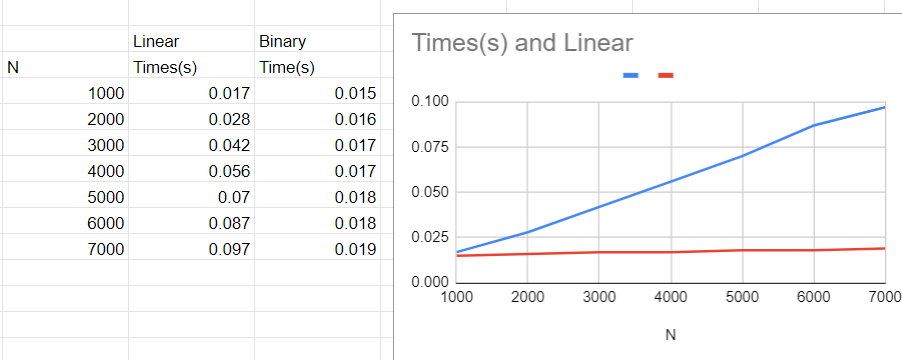 Linear Binary
N Times(s) Time(s)
1000 0.017 0.015
2000 0.028 0.016
3000 0.042 0.017
4000 0.056 0.017
5000 0.07 0.018
6000 0.087 0.018
7000 0.097 0.019
Times(s) and Linear
0.100
0.075
0.050
0.025
0.000
1000 2000 3000 4000 5000 6000 7000
N